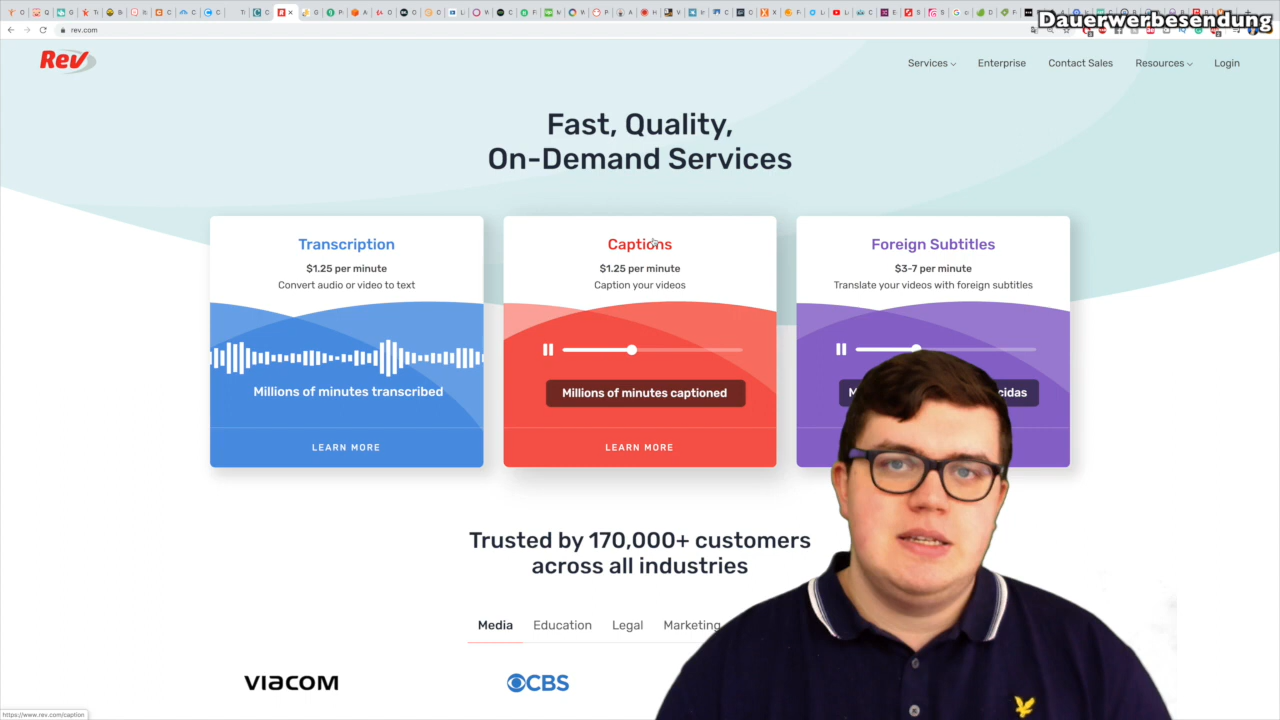 Dauerwerbesendung
rev.com
Rev
Services
Enterprise
Contact Sales
Resources
Login
Fast, Quality,
On-Demand Services
Transcription
$1.25 per minute
Convert audio or video to text
Millions of minutes transcribed
LEARN MORE
Captions
$1.25 per minute
Caption your videos
Millions of minutes captioned
LEARN MORE
Foreign Subtitles
$3-7 per minute
Translate your videos with foreign subtitles
Trusted by 170,000+ customers
across all industries
Media
Education
Legal
Marketing
VIACOM
CBS
https://www.rev.com/caption